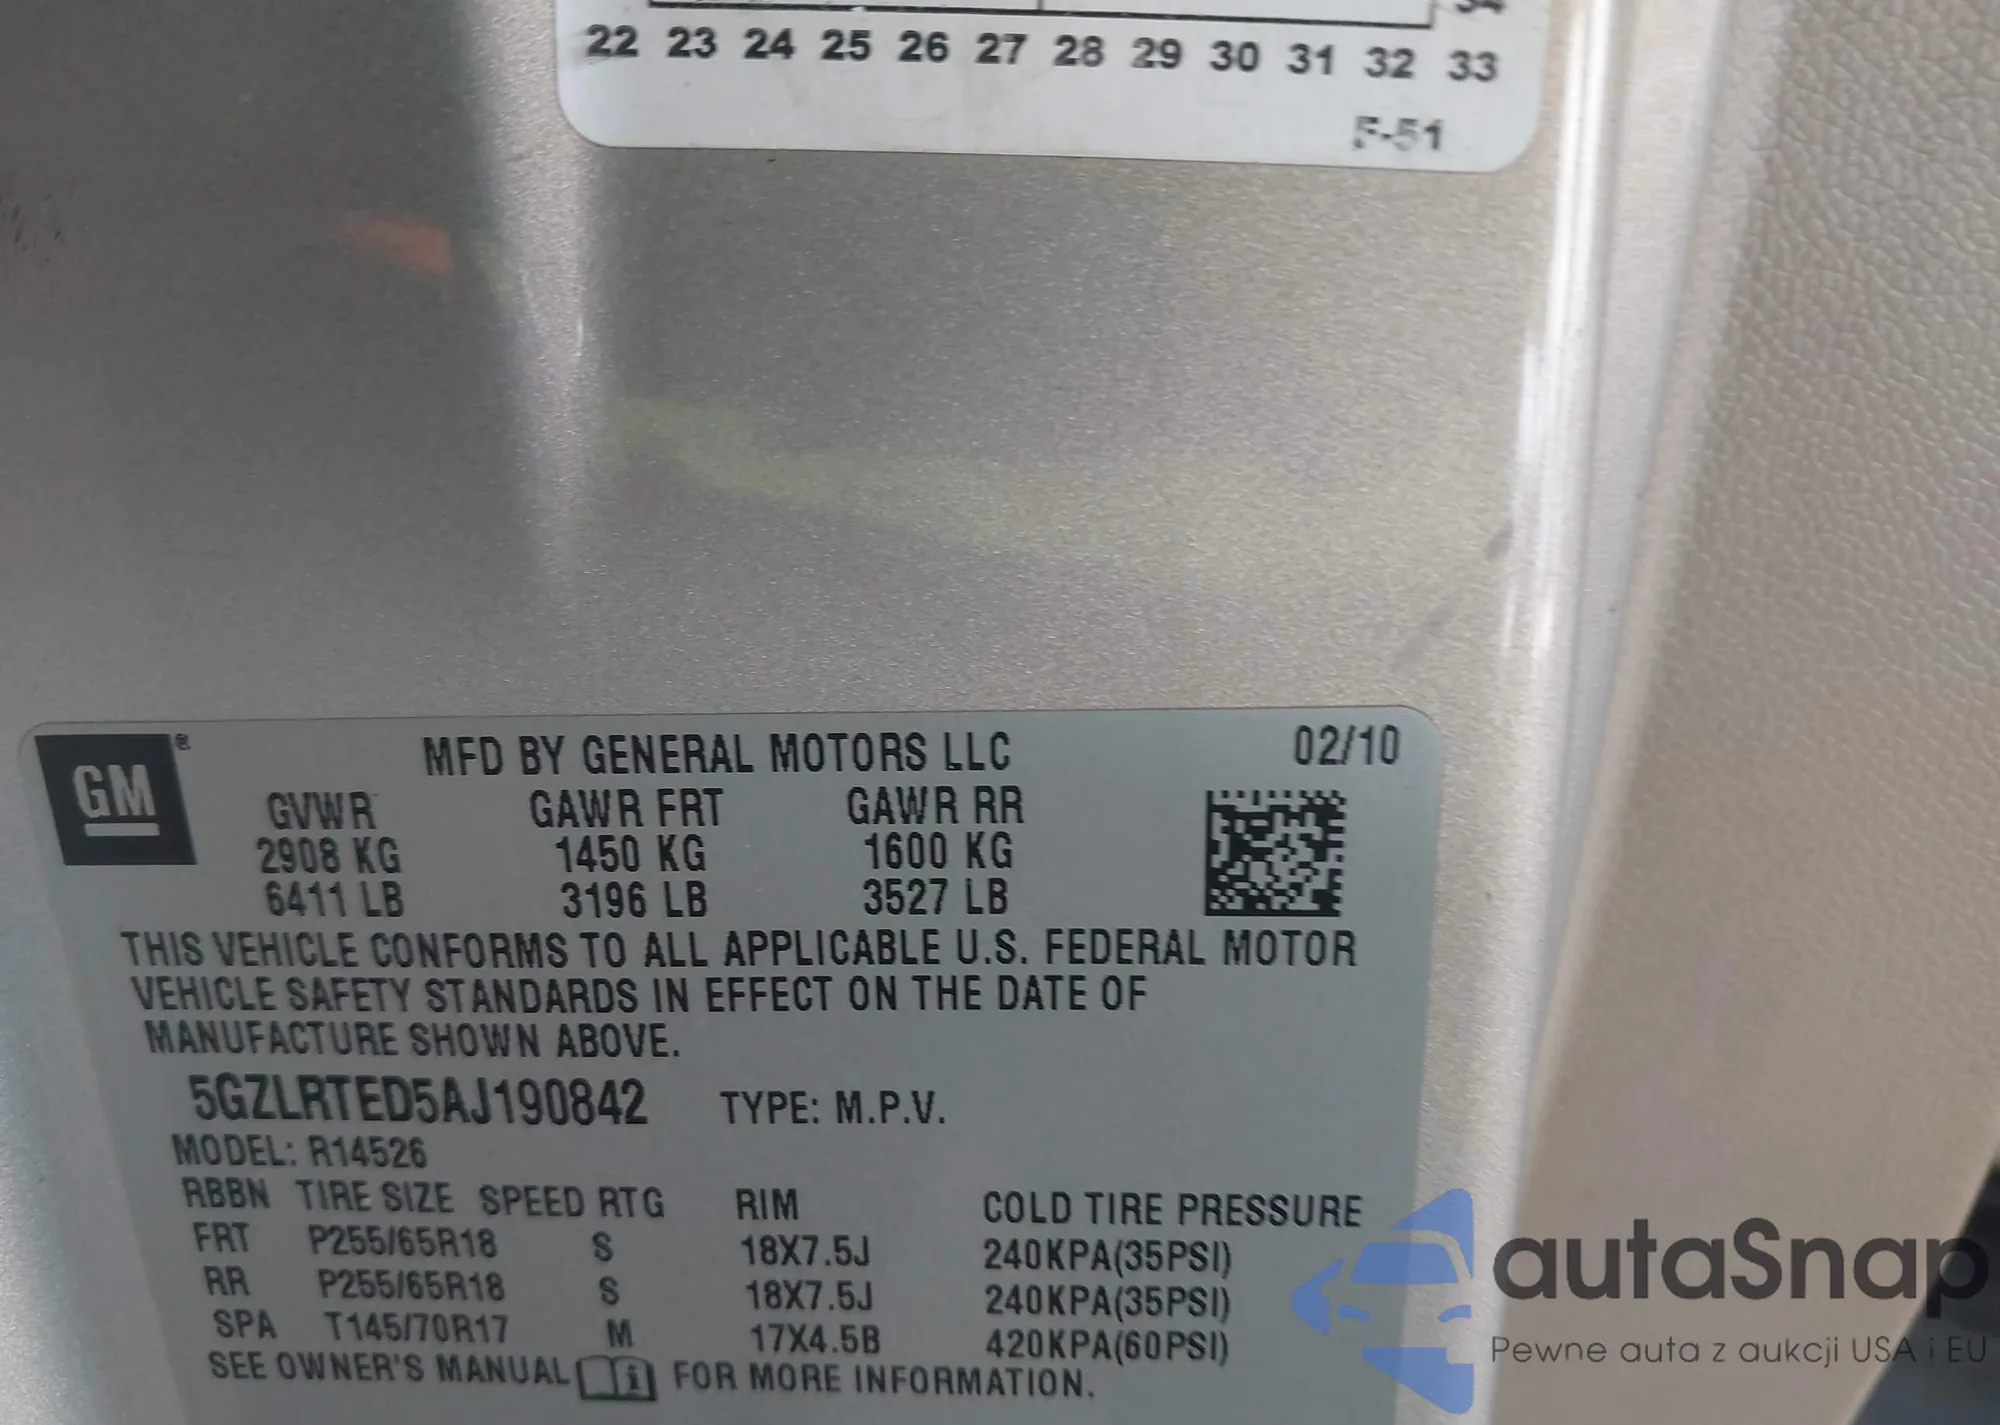 22 23 24 25 26 27 28 29 30 31 32 33
F-51
GM®
MFD BY GENERAL MOTORS LLC 02/10
GVWR GAWR FRT GAWR RR
2908 KG 1450 KG 1600 KG
6411 LB 3196 LB 3527 LB
THIS VEHICLE CONFORMS TO ALL APPLICABLE U.S. FEDERAL MOTOR
VEHICLE SAFETY STANDARDS IN EFFECT ON THE DATE OF
MANUFACTURE SHOWN ABOVE.
5GZLRTED5AJ190842 TYPE: M.P.V.
MODEL: R14526
RBBN TIRE SIZE SPEED RTG RIM COLD TIRE PRESSURE
FRT P255/65R18 S 18X7.5J 240KPA(35PSI)
RR P255/65R18 S 18X7.5J 240KPA(35PSI)
SPA T145/70R17 M 17X4.5B 420KPA(60PSI)
SEE OWNER'S MANUAL i FOR MORE INFORMATION.
autaSnap
Pewne auta z aukcji USA i EU